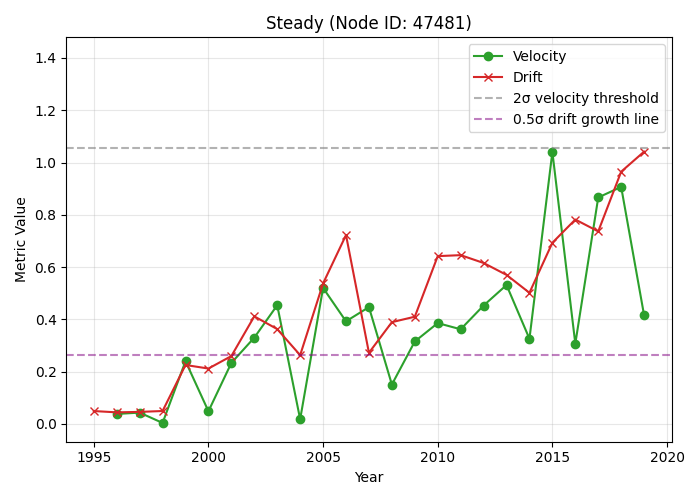 Steady (Node ID: 47481)
Velocity
Drift
2σ velocity threshold
0.5σ drift growth line
Metric Value
1.4
1.2
1.0
0.8
0.6
0.4
0.2
0.0
1995 2000 2005 2010 2015 2020
Year